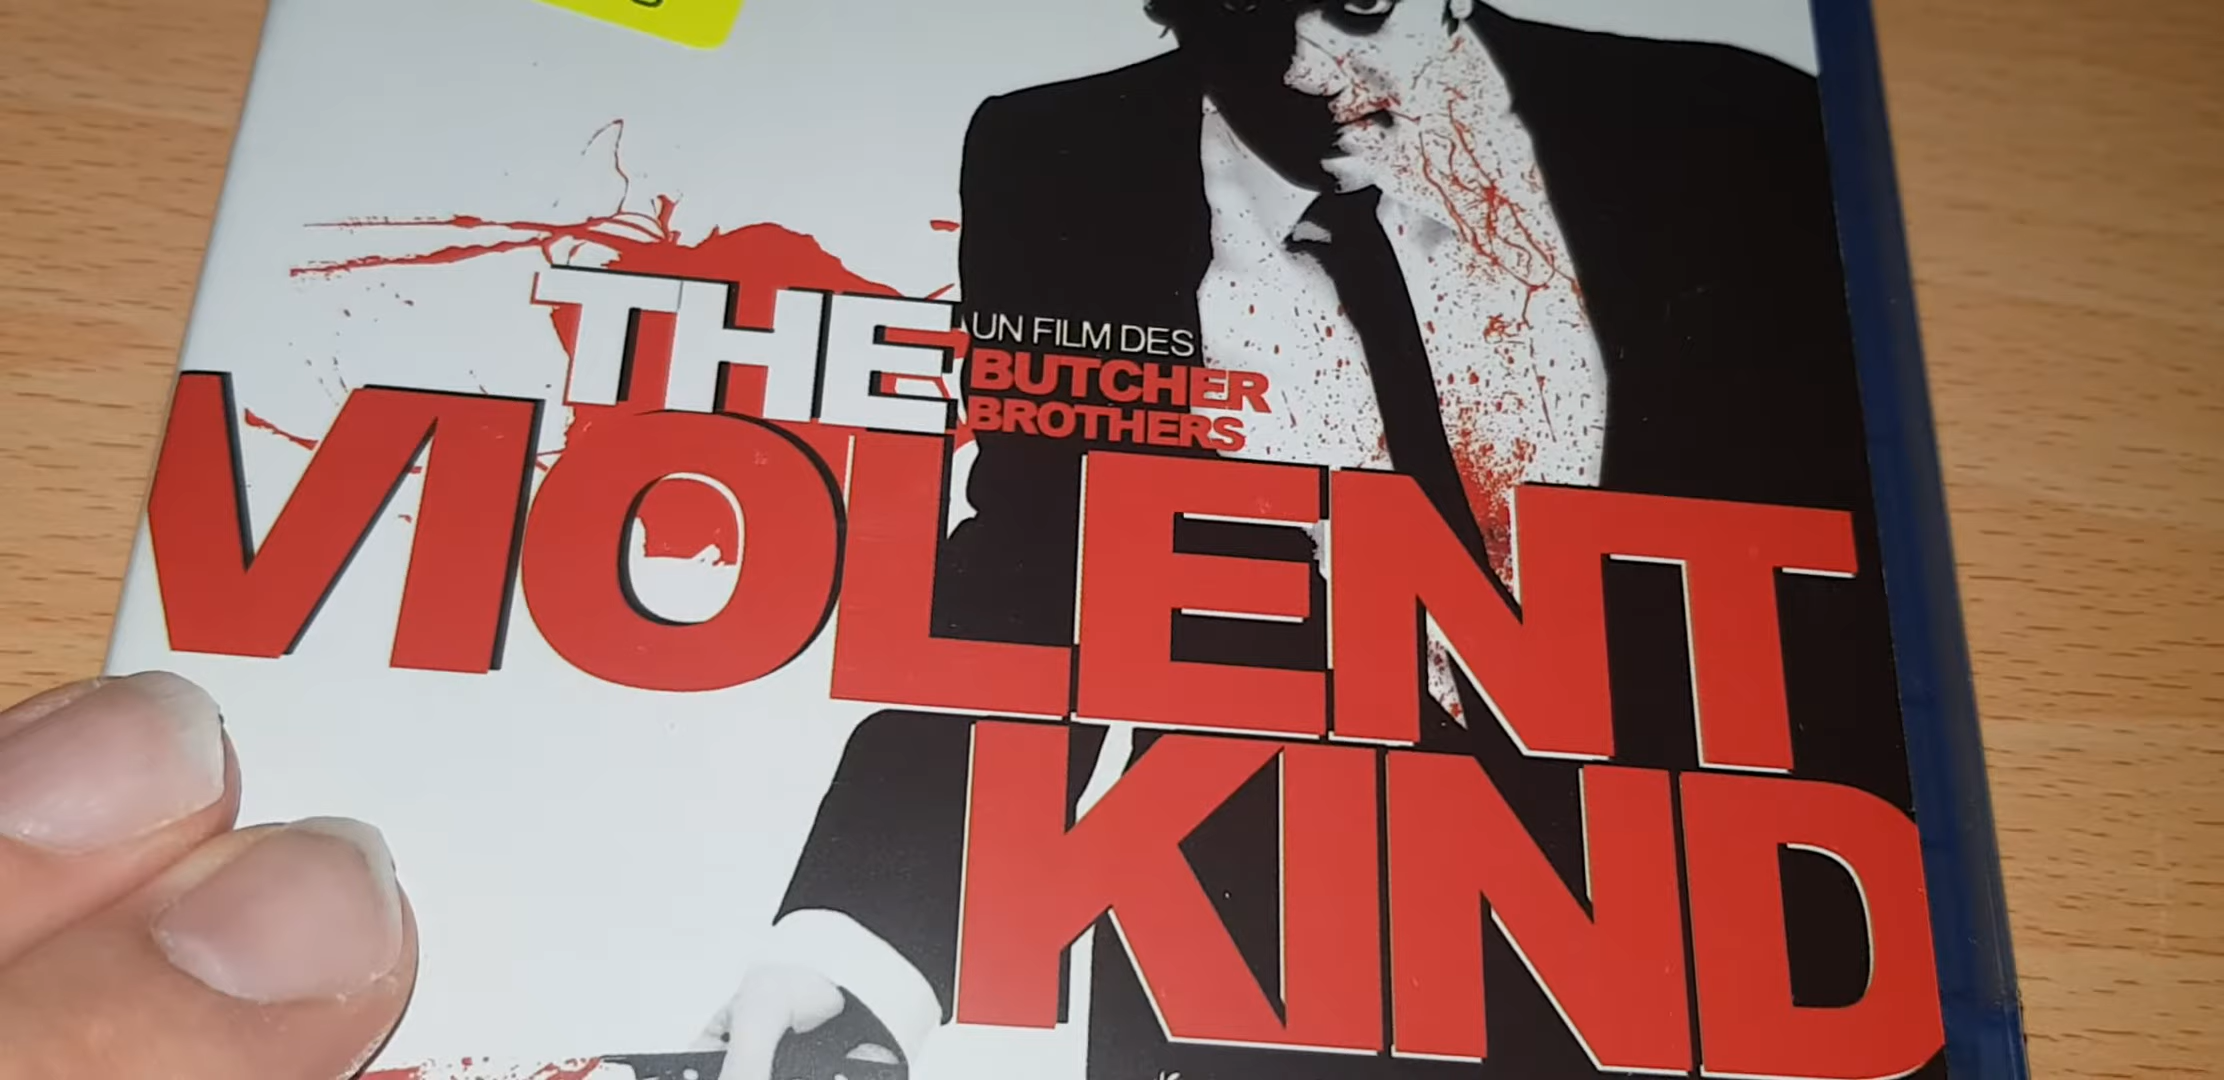 THE
UN FILM DES
BUTCHER
BROTHERS
VIOLENT
KIND